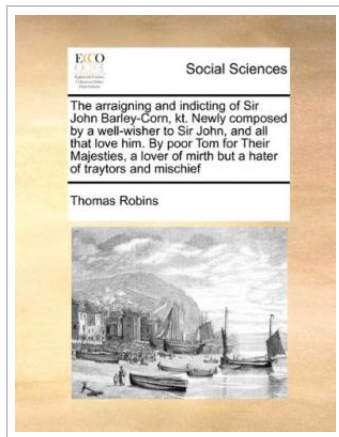 ECCO
Social Sciences
The arraigning and indicting of Sir
John Barley-Corn, kt. Newly composed
by a well-wisher to Sir John, and all
that love him. By poor Tom for Their
Majesties, a lover of mirth but a hater
of traytors and mischief
Thomas Robins